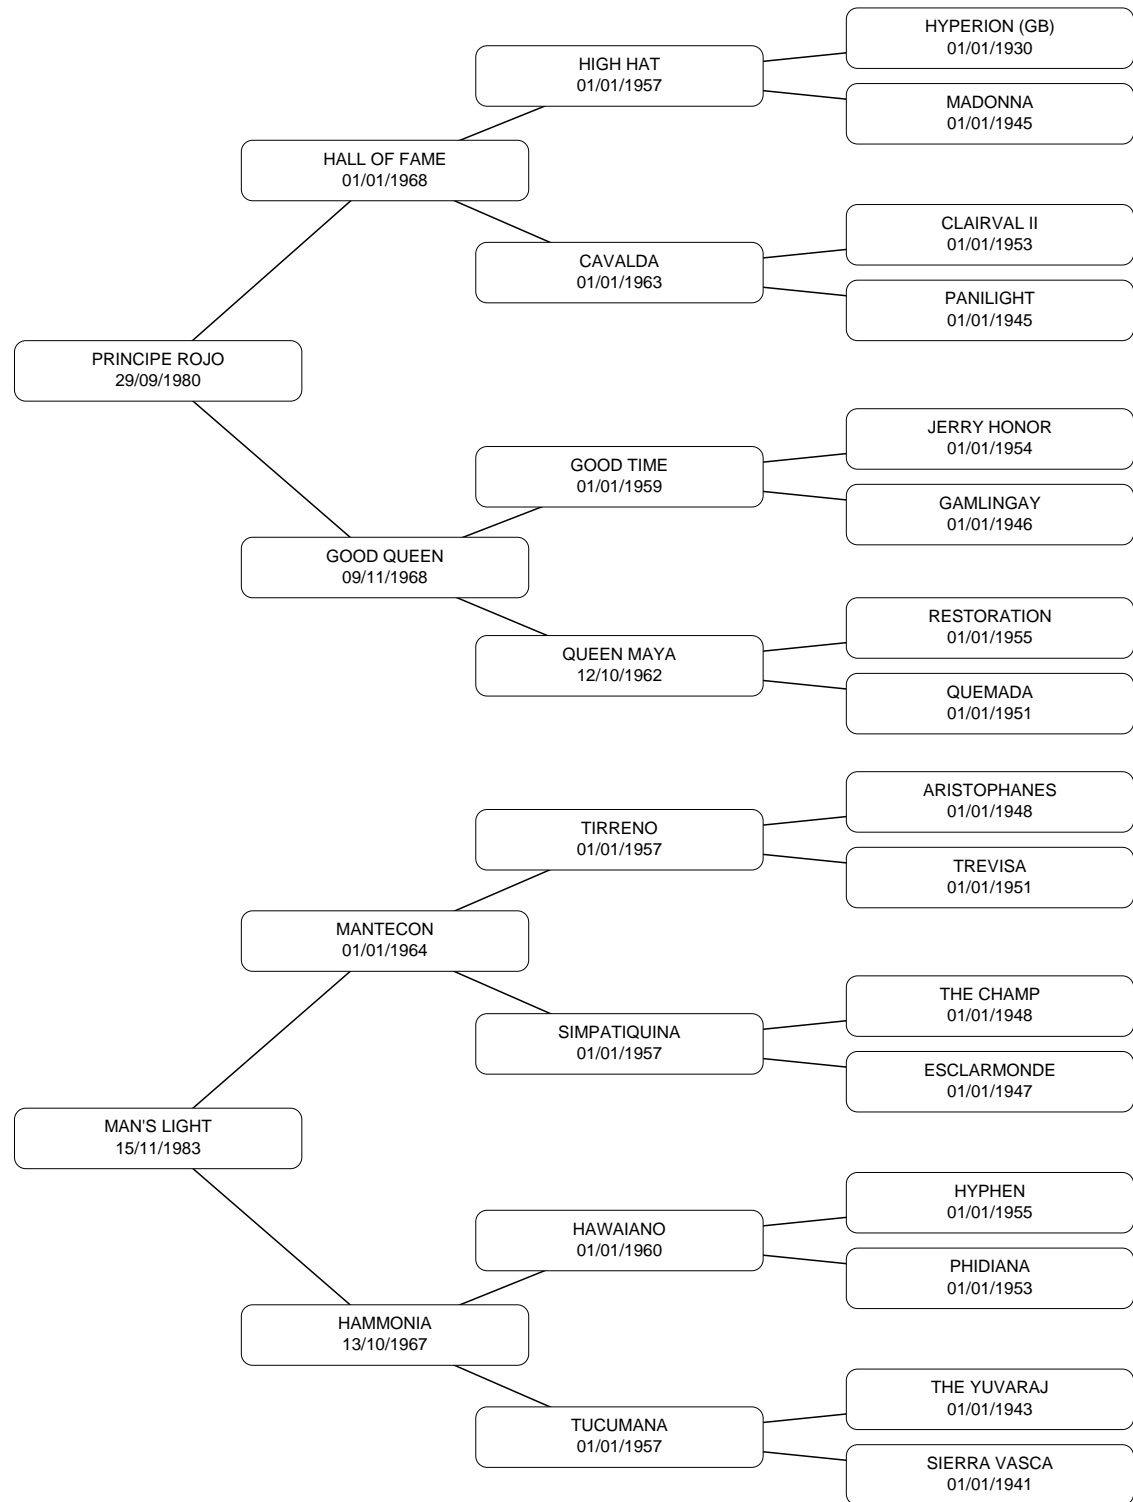 HYPERION (GB)
01/01/1930
HIGH HAT
01/01/1957
MADONNA
01/01/1945
HALL OF FAME
01/01/1968
CLAIRVAL II
01/01/1953
CAVALDA
01/01/1963
PANILIGHT
01/01/1945
PRINCIPE ROJO
29/09/1980
JERRY HONOR
01/01/1954
GOOD TIME
01/01/1959
GAMLINGAY
01/01/1946
GOOD QUEEN
09/11/1968
RESTORATION
01/01/1955
QUEEN MAYA
12/10/1962
QUEMADA
01/01/1951
ARISTOPHANES
01/01/1948
TIRRENO
01/01/1957
TREVISA
01/01/1951
MANTECON
01/01/1964
THE CHAMP
01/01/1948
SIMPATIQUINA
01/01/1957
ESCLARMONDE
01/01/1947
MAN'S LIGHT
15/11/1983
HYPHEN
01/01/1955
HAWAIANO
01/01/1960
PHIDIANA
01/01/1953
HAMMONIA
13/10/1967
THE YUVARAJ
01/01/1943
TUCUMANA
01/01/1957
SIERRA VASCA
01/01/1941